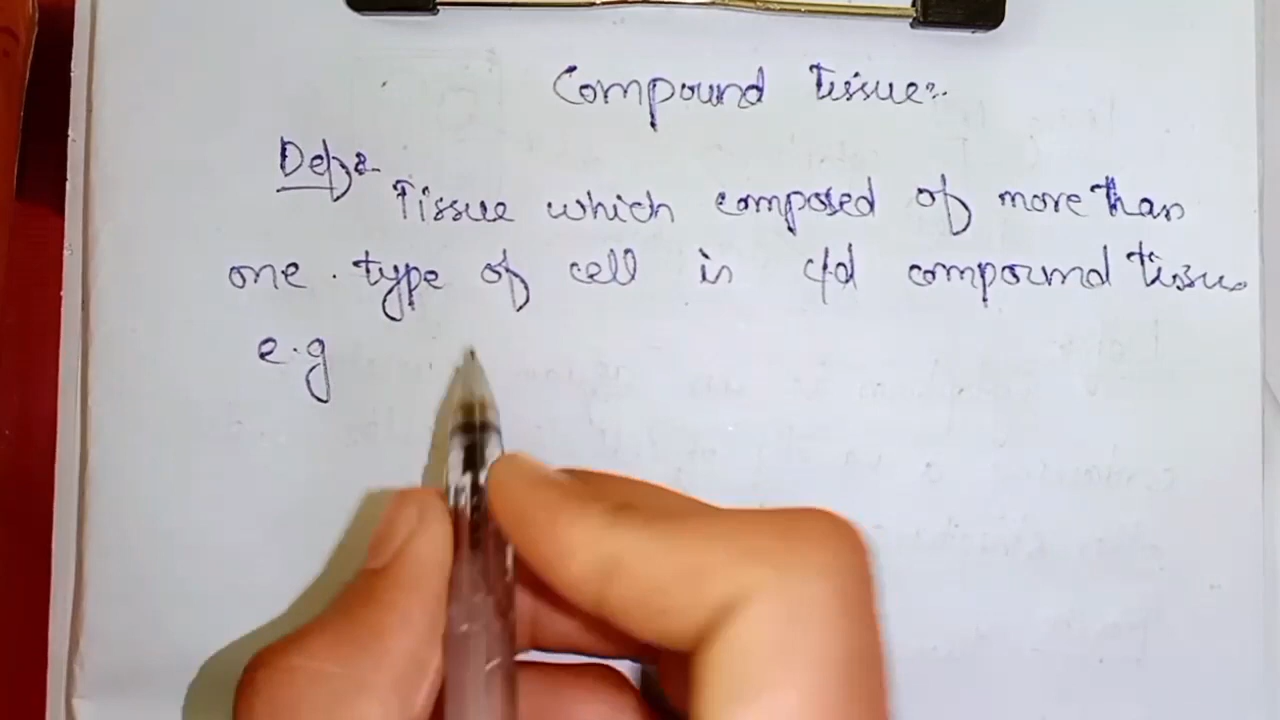 Compound tissue:-
Def:-
Tissue which composed of more than
one . type of cell is c/d compound tissue.
e.g